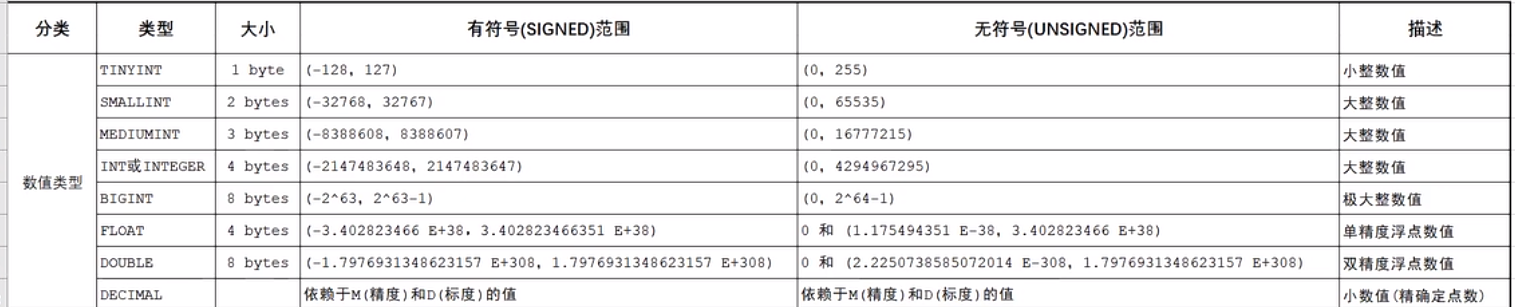 分类 类型 大小 有符号(SIGNED)范围 无符号(UNSIGNED)范围 描述
TINYINT 1 byte (-128, 127) (0, 255) 小整数值
SMALLINT 2 bytes (-32768, 32767) (0, 65535) 大整数值
MEDIUMINT 3 bytes (-8388608, 8388607) (0, 16777215) 大整数值
INT或INTEGER 4 bytes (-2147483648, 2147483647) (0, 4294967295) 大整数值
数值类型
BIGINT 8 bytes (-2^63, 2^63-1) (0, 2^64-1) 极大整数值
FLOAT 4 bytes (-3.402823466 E+38, 3.402823466351 E+38) 0 和 (1.175494351 E-38, 3.402823466 E+38) 单精度浮点数值
DOUBLE 8 bytes (-1.7976931348623157 E+308, 1.7976931348623157 E+308) 0 和 (2.2250738585072014 E-308, 1.7976931348623157 E+308) 双精度浮点数值
DECIMAL 依赖于M(精度)和D(标度)的值 依赖于M(精度)和D(标度)的值 小数值(精确定点数)